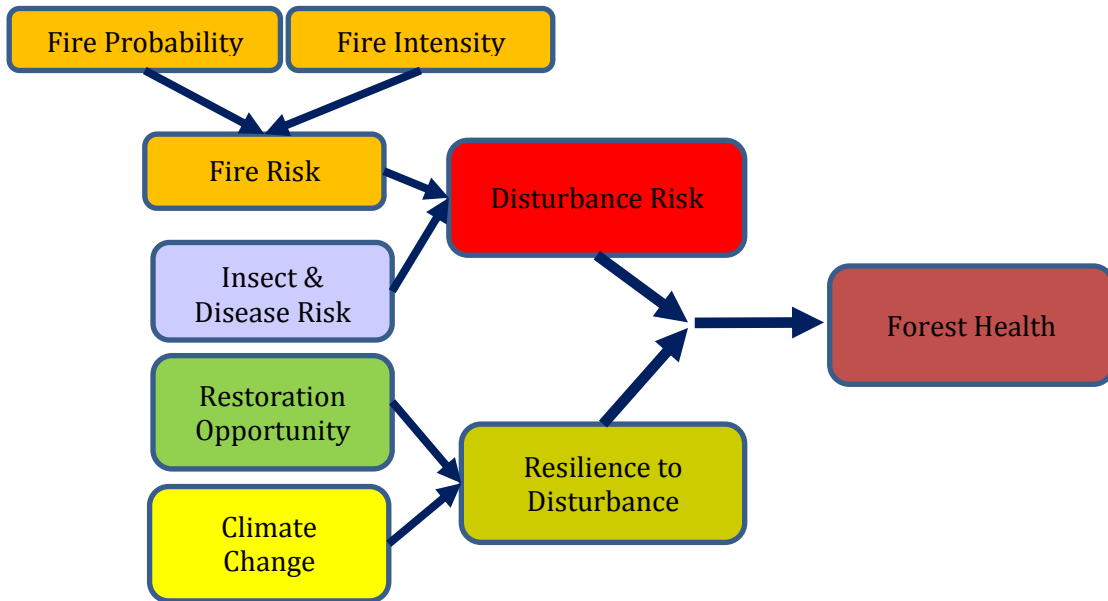 Fire Probability
Fire Intensity
Fire Risk
Disturbance Risk
Insect &
Disease Risk
Forest Health
Restoration
Opportunity
Resilience to
Disturbance
Climate
Change